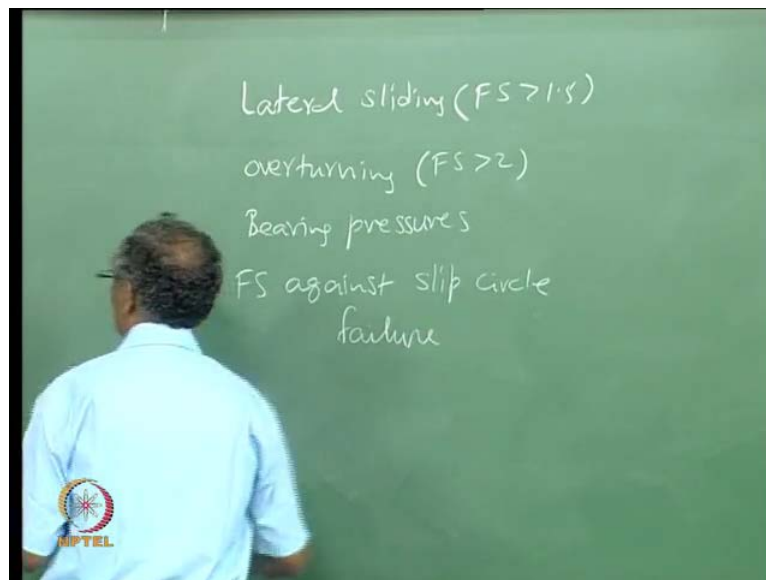 Lateral sliding (FS > 1.5)
overturning (FS > 2)
Bearing pressures
FS against slip circle
failure
NPTEL